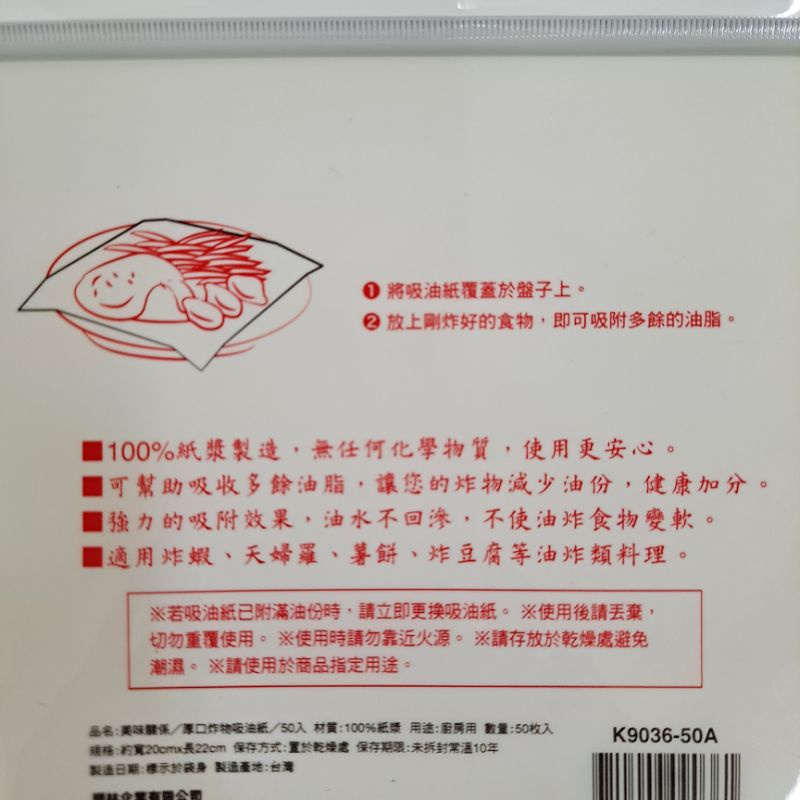 ❶ 將吸油紙覆蓋於盤子上。
❷ 放上剛炸好的食物，即可吸附多餘的油脂。
■100%紙漿製造，無任何化學物質，使用更安心。
■可幫助吸收多餘油脂，讓您的炸物減少油份，健康加分。
■強力的吸附效果，油水不回滲，不使油炸食物變軟。
■適用炸蝦、天婦羅、薯餅、炸豆腐等油炸類料理。
※若吸油紙已附滿油份時，請立即更換吸油紙。 ※使用後請丟棄，
切勿重覆使用。 ※使用時請勿靠近火源。 ※請存放於乾燥處避免
潮濕。 ※請使用於商品指定用途。
品名:美味關係／厚口炸物吸油紙／50入 材質:100%紙漿 用途:廚房用 數量:50枚入
規格:約寬20cmx長22cm 保存方式:置於乾燥處 保存期限:未拆封常溫10年
製造日期:標示於袋身 製造產地:台灣
K9036-50A
林企業有限公司